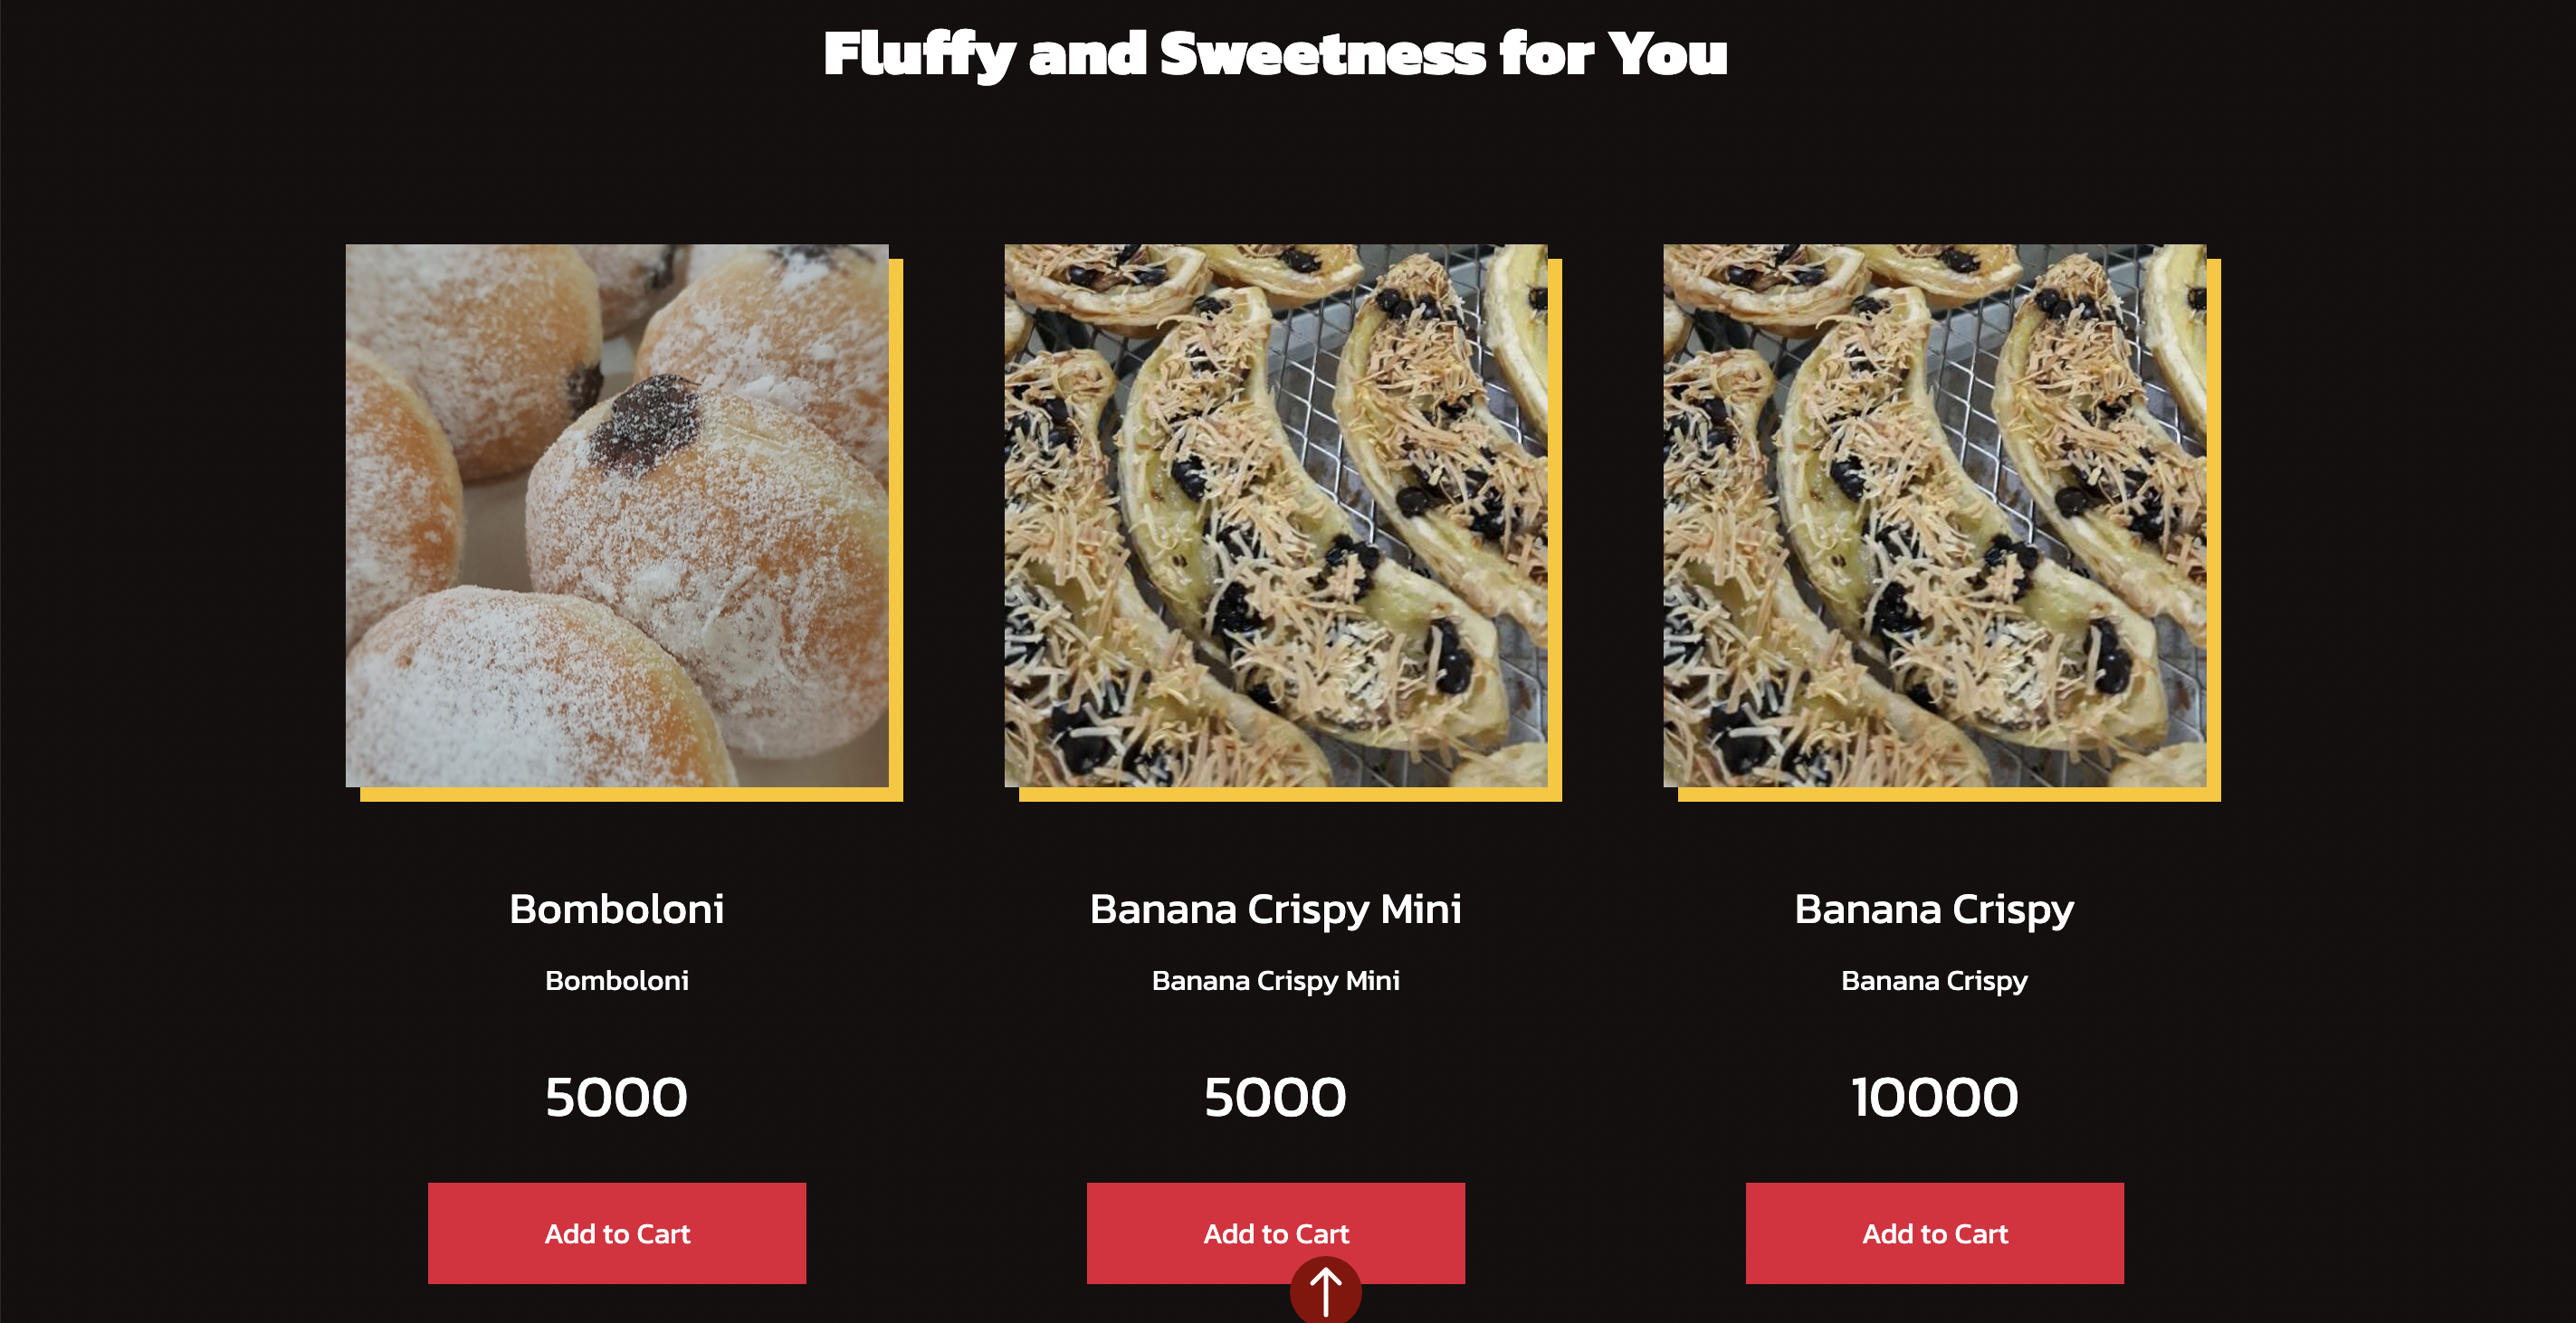 Fluffy and Sweetness for You
Bomboloni
Bomboloni
5000
Add to Cart
Banana Crispy Mini
Banana Crispy Mini
5000
Add to Cart
Banana Crispy
Banana Crispy
10000
Add to Cart